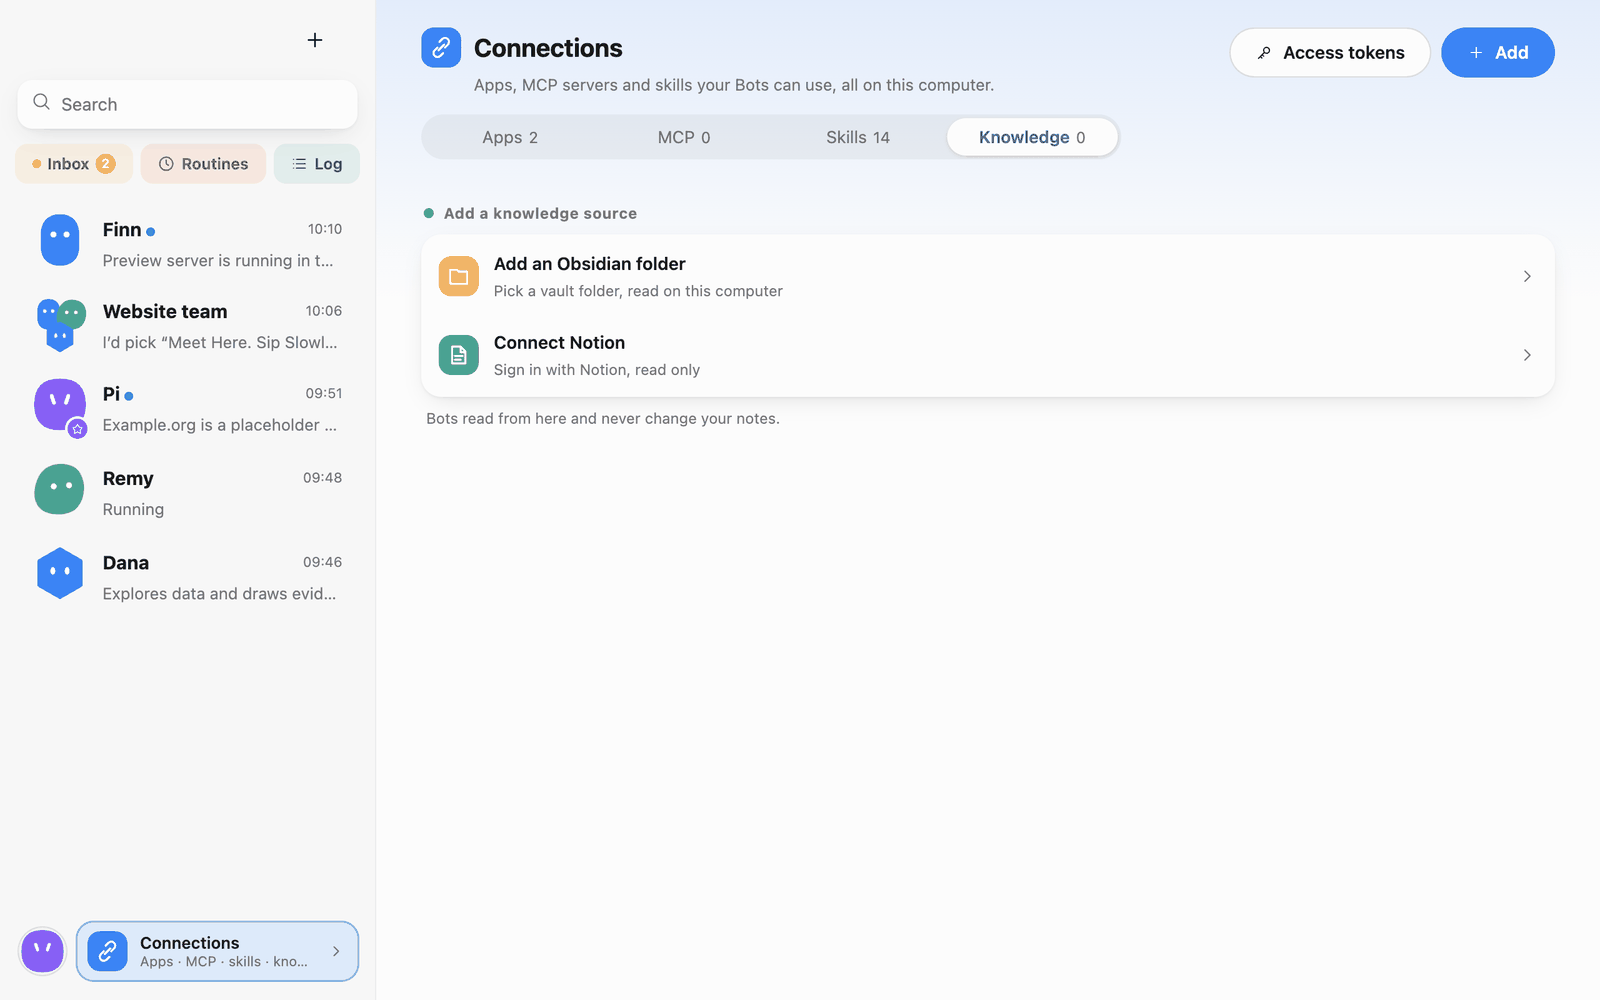 Search
Inbox 2
Routines
Log
Finn
10:10
Preview server is running in t...
Website team
10:06
I’d pick “Meet Here. Sip Slowl...
Pi
09:51
Example.org is a placeholder ...
Remy
09:48
Running
Dana
09:46
Explores data and draws evid...
Connections
Apps · MCP · skills · kno...
Connections
Apps, MCP servers and skills your Bots can use, all on this computer.
Access tokens
Add
Apps 2
MCP 0
Skills 14
Knowledge 0
Add a knowledge source
Add an Obsidian folder
Pick a vault folder, read on this computer
Connect Notion
Sign in with Notion, read only
Bots read from here and never change your notes.